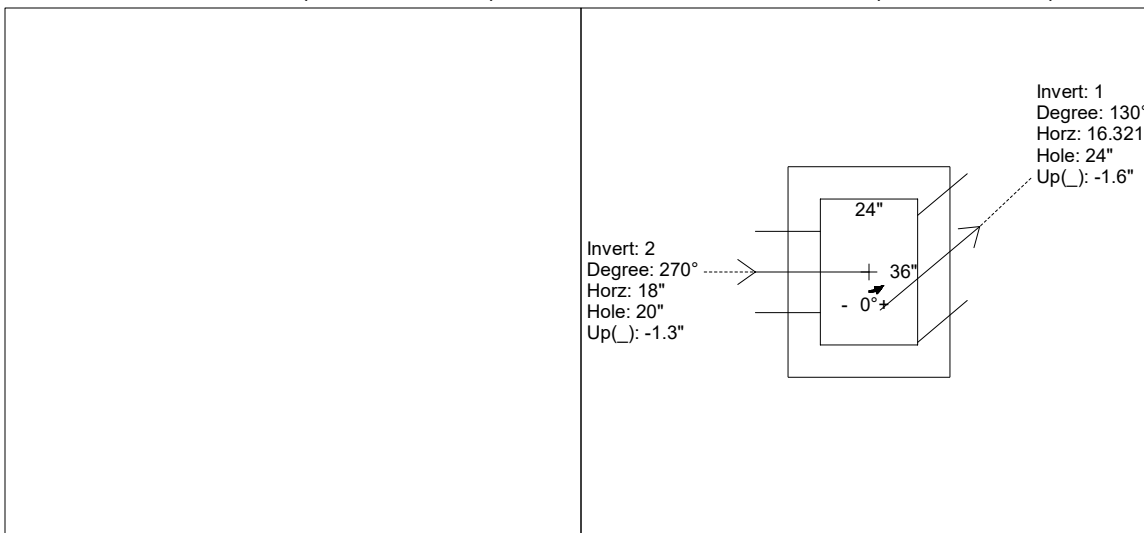 Invert: 1
Degree: 130°
Horz: 16.321
Hole: 24"
Up(_): -1.6"
24"
Invert: 2
Degree: 270°
Horz: 18"
Hole: 20"
Up(_): -1.3"
36"
- 0°+